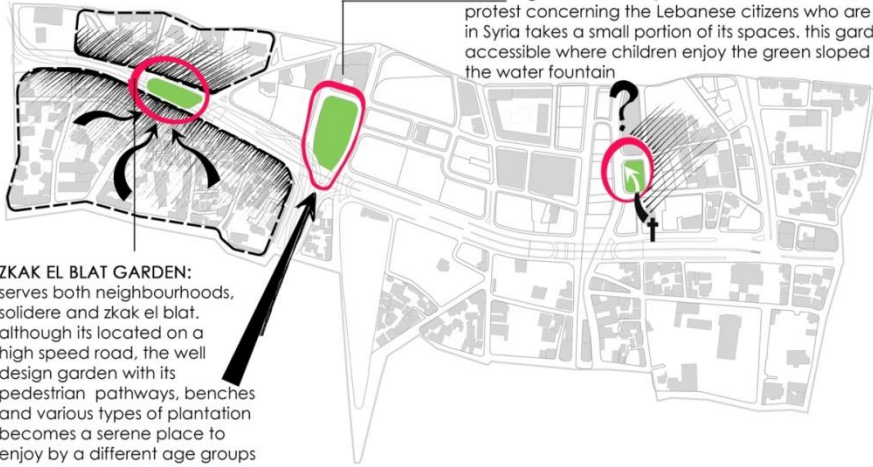 protest concerning the Lebanese citizens who are
in Syria takes a small portion of its spaces. this gard
accessible where children enjoy the green sloped
the water fountain
?
ZKAK EL BLAT GARDEN:
serves both neighbourhoods,
solidere and zkak el blat.
although its located on a
high speed road, the well
design garden with its
pedestrian pathways, benches
and various types of plantation
becomes a serene place to
enjoy by a different age groups